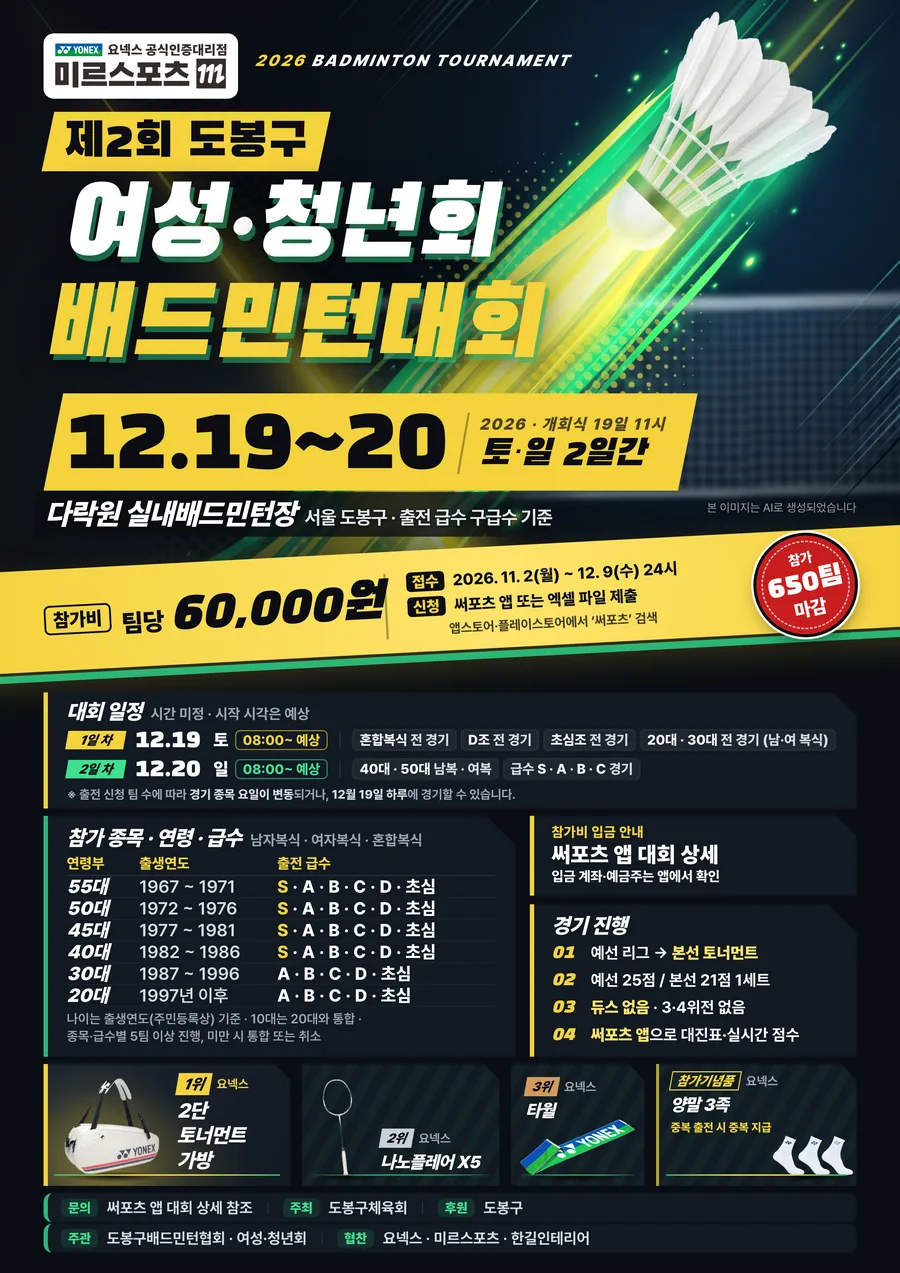 YONEX 요넥스 공식인증대리점
미르스포츠 m
2026 BADMINTON TOURNAMENT
제2회 도봉구
여성·청년회
배드민턴대회
12.19~20
2026 · 개회식 19일 11시
토·일 2일간
다락원 실내배드민턴장 서울 도봉구 · 출전 급수 구급수 기준
본 이미지는 AI로 생성되었습니다
참가비 팀당 60,000원
접수 2026. 11. 2(월) ~ 12. 9(수) 24시
신청 써포츠 앱 또는 엑셀 파일 제출
앱스토어·플레이스토어에서 ‘써포츠’ 검색
참가
650팀
마감
대회 일정 시간 미정 · 시작 시각은 예상
1일차 12.19 토 08:00~ 예상 혼합복식 전 경기 D조 전 경기 초심조 전 경기 20대 · 30대 전 경기 (남·여 복식)
2일차 12.20 일 08:00~ 예상 40대 · 50대 남복 · 여복 급수 S · A · B · C 경기
※ 출전 신청 팀 수에 따라 경기 종목 요일이 변동되거나, 12월 19일 하루에 경기할 수 있습니다.
참가 종목 · 연령 · 급수 남자복식 · 여자복식 · 혼합복식
연령부 출생연도 출전 급수
55대 1967 ~ 1971 S · A · B · C · D · 초심
50대 1972 ~ 1976 S · A · B · C · D · 초심
45대 1977 ~ 1981 S · A · B · C · D · 초심
40대 1982 ~ 1986 S · A · B · C · D · 초심
30대 1987 ~ 1996 A · B · C · D · 초심
20대 1997년 이후 A · B · C · D · 초심
나이는 출생연도(주민등록상) 기준 · 10대는 20대와 통합 ·
종목·급수별 5팀 이상 진행, 미만 시 통합 또는 취소
참가비 입금 안내
써포츠 앱 대회 상세
입금 계좌·예금주는 앱에서 확인
경기 진행
01 예선 리그 → 본선 토너먼트
02 예선 25점 / 본선 21점 1세트
03 듀스 없음 · 3·4위전 없음
04 써포츠 앱으로 대진표·실시간 점수
1위 요넥스
2단
토너먼트
가방
YONEX
2위 요넥스
나노플레어 X5
3위 요넥스
타월
YONEX
참가기념품 요넥스
양말 3족
중복 출전 시 중복 지급
문의 써포츠 앱 대회 상세 참조 주최 도봉구체육회 후원 도봉구
주관 도봉구배드민턴협회 · 여성·청년회 협찬 요넥스 · 미르스포츠 · 한길인테리어